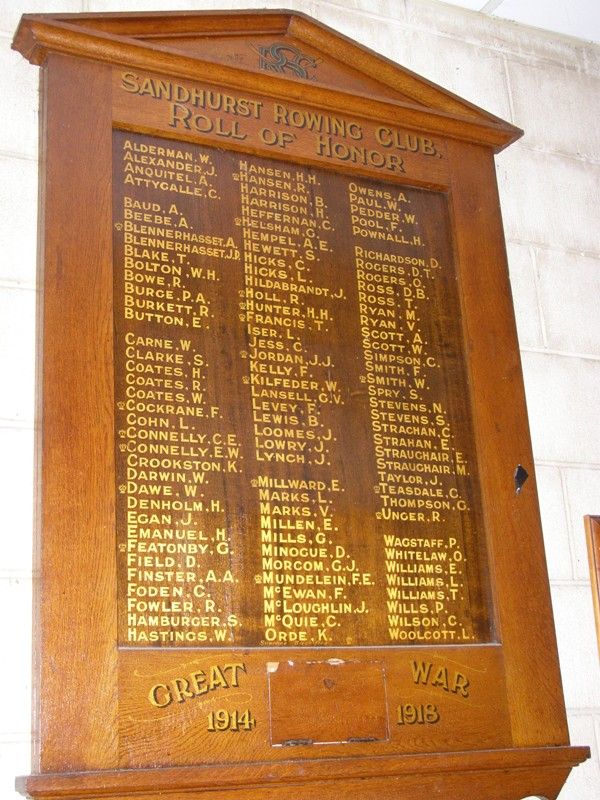 SRC
SANDHURST ROWING CLUB.
ROLL OF HONOR
ALDERMAN, W.
ALEXANDER, J.
ANQUITEL, A.
ATTYGALLE, C.
BAUD, A.
BEEBE, A.
BLENNERHASSET, A.
BLENNERHASSET, J.D.
BLAKE, T.
BOLTON, W.H.
BOWE, R.
BURGE, P.A.
BURKETT, R.
BUTTON, E.
CARNE, W.
CLARKE, S.
COATES, H.
COATES, R.
COATES, W.
COCKRANE, F.
COHN, L.
CONNELLY, C.E.
CONNELLY, E.W.
CROOKSTON, K.
DARWIN, W.
DAWE, W.
DENHOLM, H.
EGAN, J.
EMANUEL, H.
FEATONBY, G.
FIELD, D.
FINSTER, A.A.
FODEN, C.
FOWLER, R.
HAMBURGER, S.
HASTINGS, W.
HANSEN, H.H.
HANSEN, R.
HARRISON, B.
HARRISON, H.
HEFFERNAN, C.
HELSHAM, G.
HEMPEL, A.E.
HEWETT, S.
HICKS, C.
HICKS, L.
HILDABRANDT, J.
HOLL, R.
HUNTER, H.H.
FRANCIS, T.
ISER, L.
JESS, C.
JORDAN, J.J.
KELLY, F.
KILFEDER, W.
LANSELL, G.V.
LEVEY, F.
LEWIS, B.
LOOMES, J.
LOWRY, J.
LYNCH, J.
MILLWARD, E.
MARKS, L.
MARKS, V.
MILLEN, E.
MILLS, G.
MINOGUE, D.
MORCOM, G.J.
MUNDELEIN, F.E.
McEWAN, F.
McLOUGHLIN, J.
McQUIE, C.
ORDE, K.
OWENS, A.
PAUL, W.
PEDDER, W.
POOL, F.
POWNALL, H.
RICHARDSON, D.
ROGERS, D.T.
ROGERS, O.
ROSS, D.B.
ROSS, T.
RYAN, M.
RYAN, V.
SCOTT, A.
SCOTT, W.
SIMPSON, C.
SMITH, F.
SMITH, W.
SPRY, S.
STEVENS, N.
STEVENS, S.
STRACHAN, C.
STRAHAN, E.
STRAUGHAIR, E.
STRAUGHAIR, M.
TAYLOR, J.
TEASDALE, C.
THOMPSON, G.
UNGER, R.
WAGSTAFF, P.
WHITELAW, O.
WILLIAMS, E.
WILLIAMS, L.
WILLIAMS, T.
WILLS, P.
WILSON, C.
WOOLCOTT, L.
GREAT WAR
1914 1918